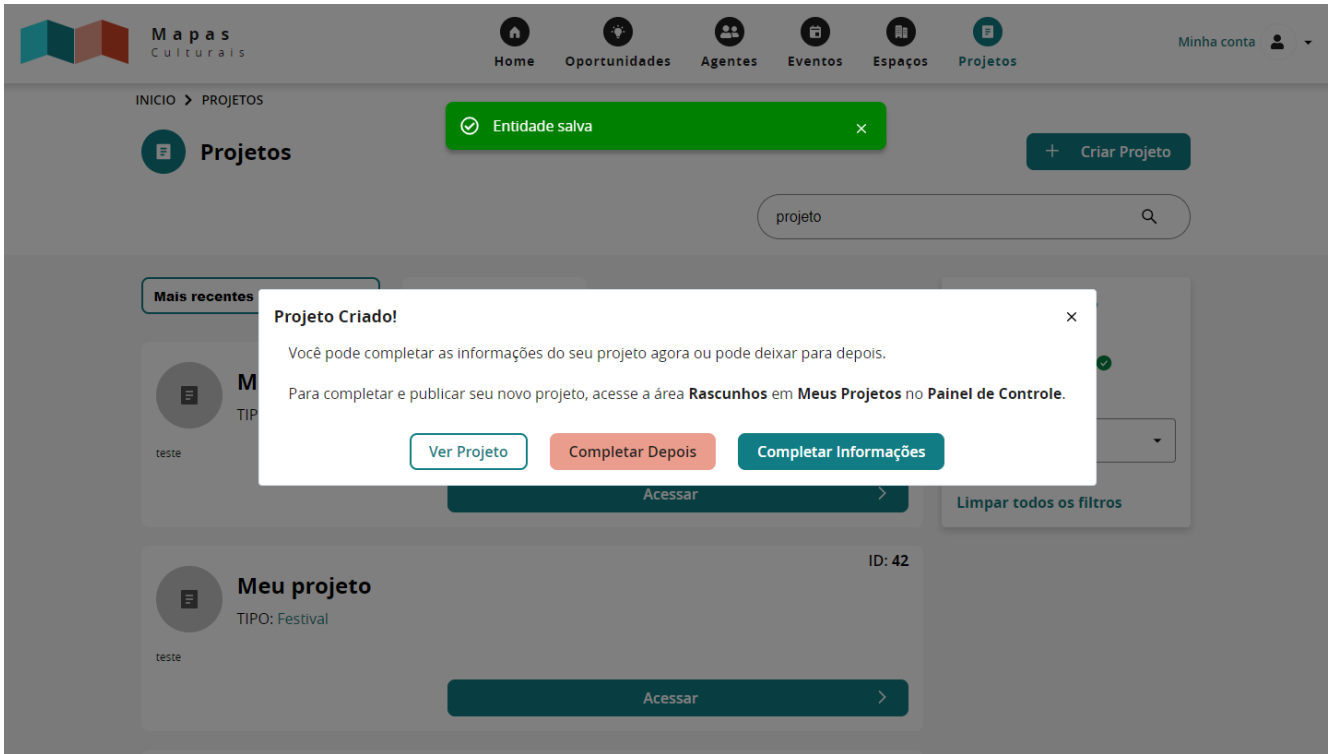 Mapas
Culturais
Home
Oportunidades
Agentes
Eventos
Espaços
Projetos
Minha conta
INICIO > PROJETOS
Entidade salva
Projetos
Criar Projeto
projeto
Mais recentes
Projeto Criado!
Você pode completar as informações do seu projeto agora ou pode deixar para depois.
Para completar e publicar seu novo projeto, acesse a área Rascunhos em Meus Projetos no Painel de Controle.
Ver Projeto
Completar Depois
Completar Informações
M
TIP
teste
Acessar
Limpar todos os filtros
ID: 42
Meu projeto
TIPO: Festival
teste
Acessar